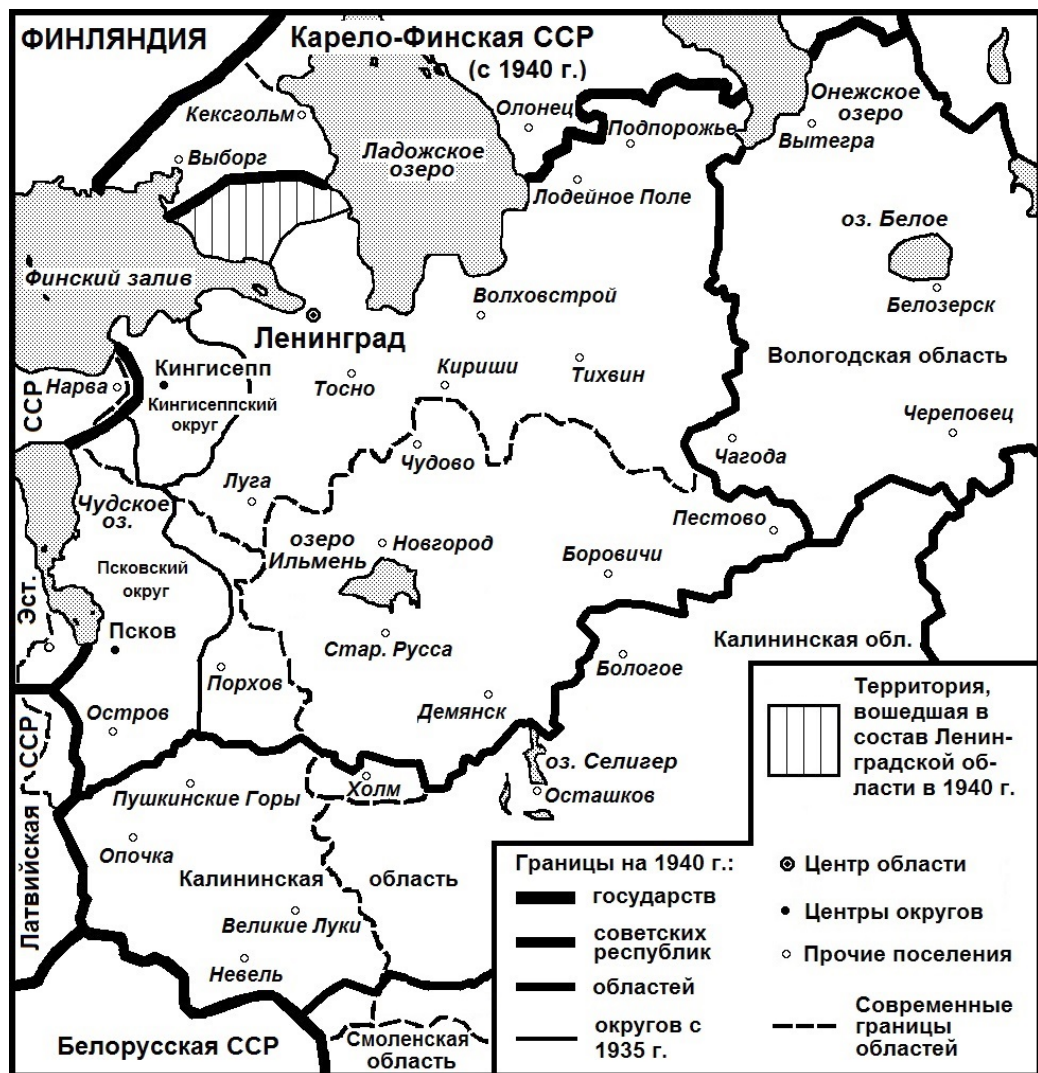 ФИНЛЯНДИЯ
Карело-Финская ССР
(с 1940 г.)
Кексгольм
Олонец
Подпорожье
Онежское
озеро
Вытегра
Выборг
Ладожское
озеро
Лодейное Поле
оз. Белое
Финский залив
Волховстрой
Белозерск
Ленинград
Вологодская область
Нарва
Кингисепп
Кингисеппский
округ
Тосно
Кириши
Тихвин
Череповец
Чудово
Чагода
Луга
Чудское
оз.
Пестово
озеро
Ильмень
Новгород
Боровичи
Псковский
округ
Эст.
ССР
Псков
Стар. Русса
Калининская обл.
Порхов
Бологое
Остров
Демянск
оз. Селигер
Осташков
Холм
Пушкинские Горы
Латвийская
ССР
Опочка
Калининская
область
Великие Луки
Невель
Белорусская ССР
Смоленская
область
Территория,
вошедшая в
состав Ленин-
градской об-
ласти в 1940 г.
Границы на 1940 г.:
государств
советских
республик
областей
округов с
1935 г.
Центр области
Центры округов
Прочие поселения
Современные
границы
областей